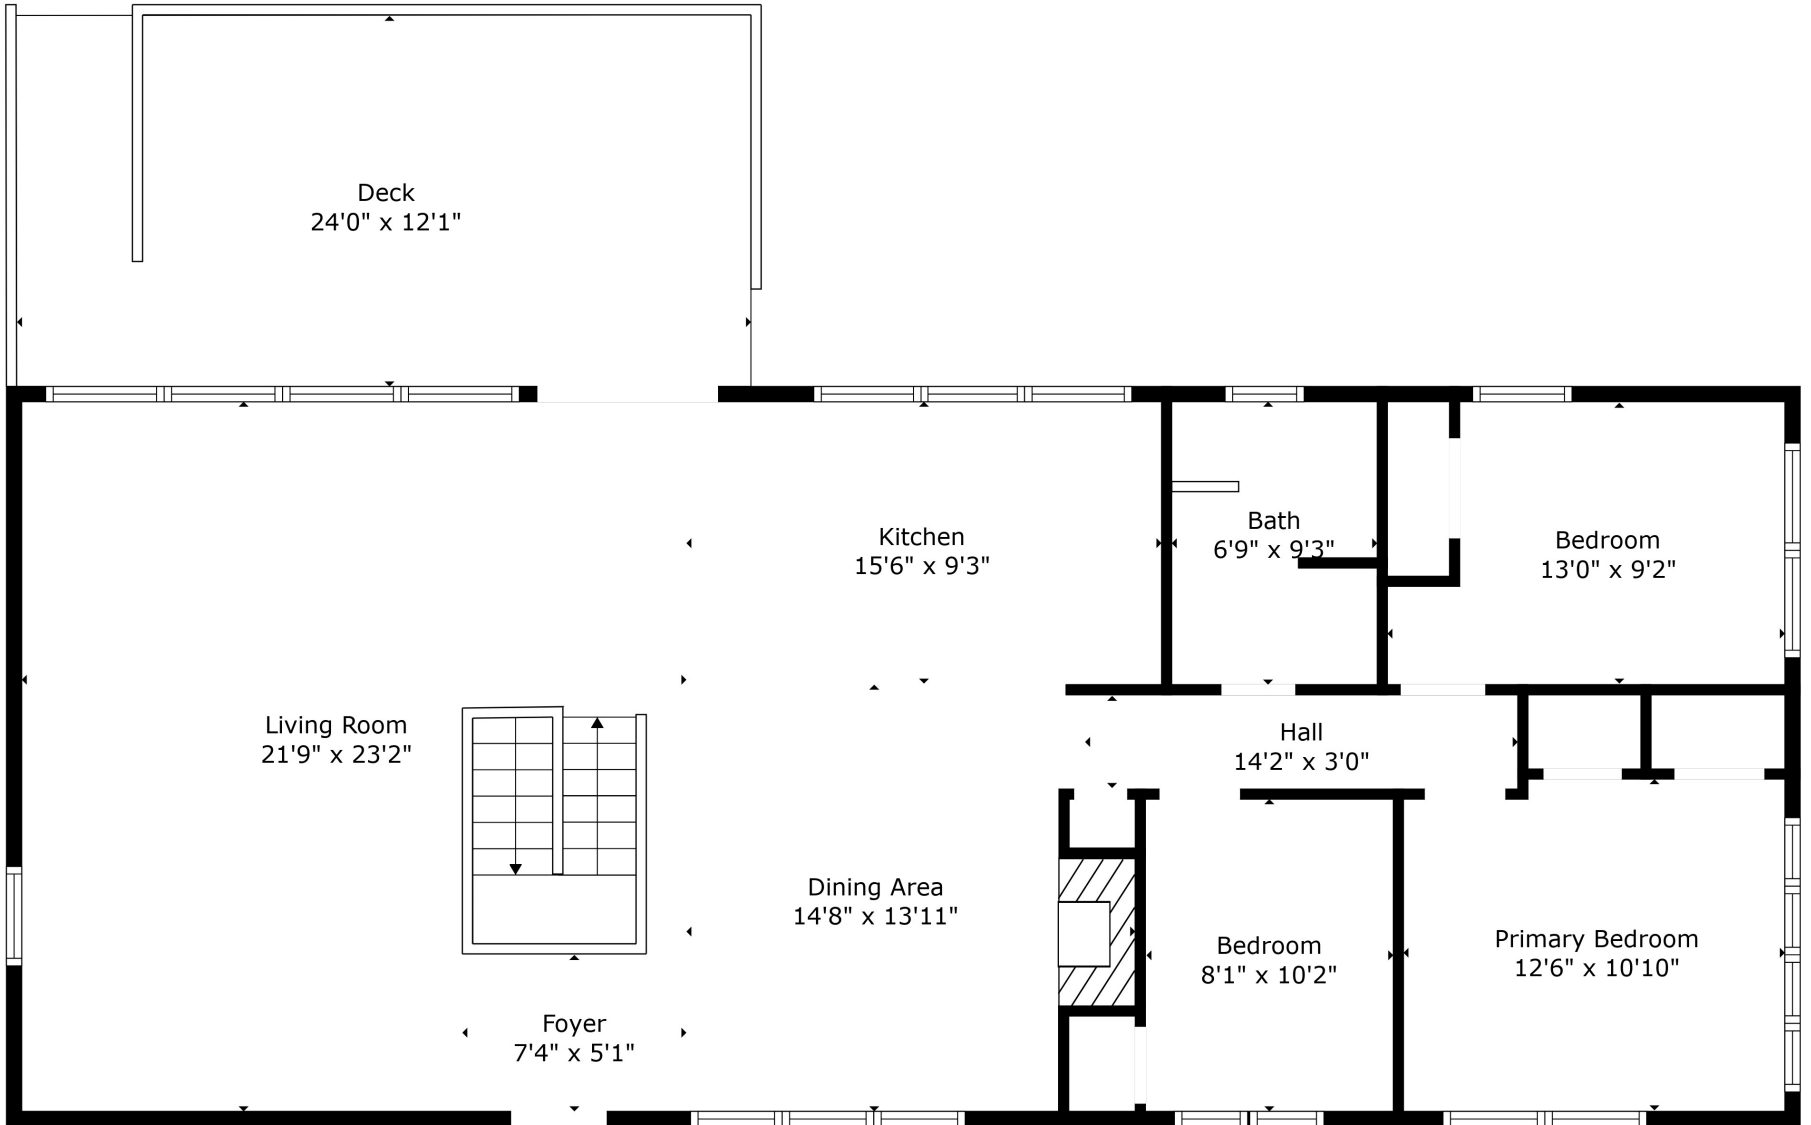 Deck
24'0" x 12'1"
Kitchen
15'6" x 9'3"
Bath
6'9" x 9'3"
Bedroom
13'0" x 9'2"
Living Room
21'9" x 23'2"
Hall
14'2" x 3'0"
Dining Area
14'8" x 13'11"
Bedroom
8'1" x 10'2"
Primary Bedroom
12'6" x 10'10"
Foyer
7'4" x 5'1"